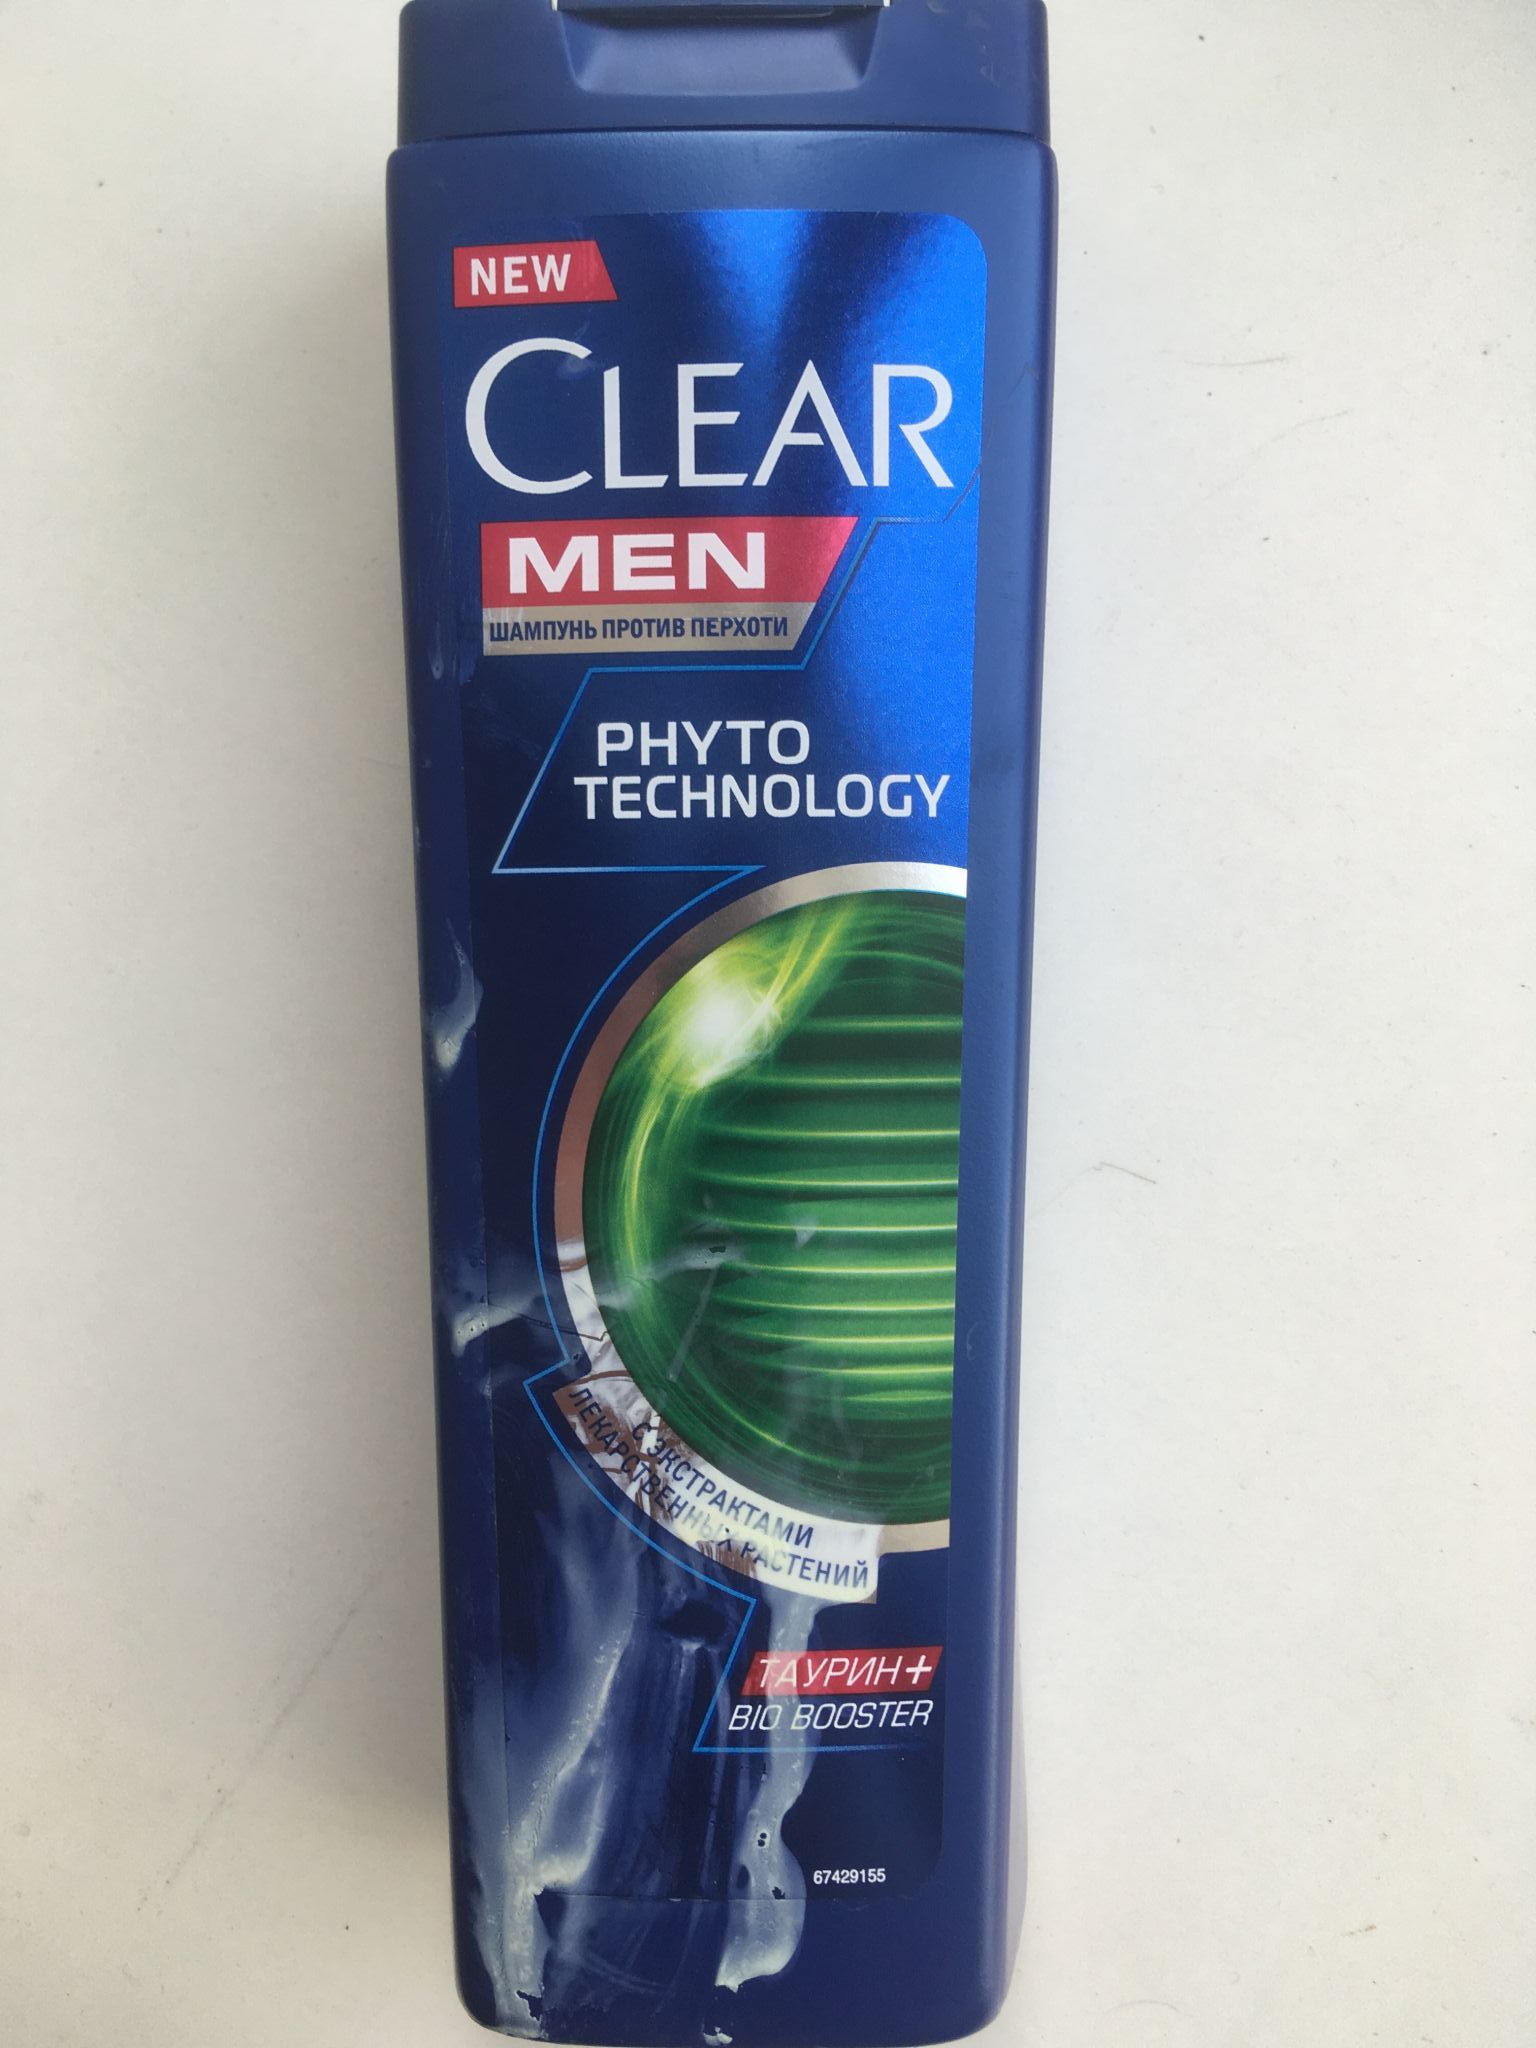 NEW
CLEAR
MEN
ШАМПУНЬ ПРОТИВ ПЕРХОТИ
PHYTO
TECHNOLOGY
С ЭКСТРАКТАМИ
ЛЕКАРСТВЕННЫХ РАСТЕНИЙ
ТАУРИН+
BIO BOOSTER
67429155